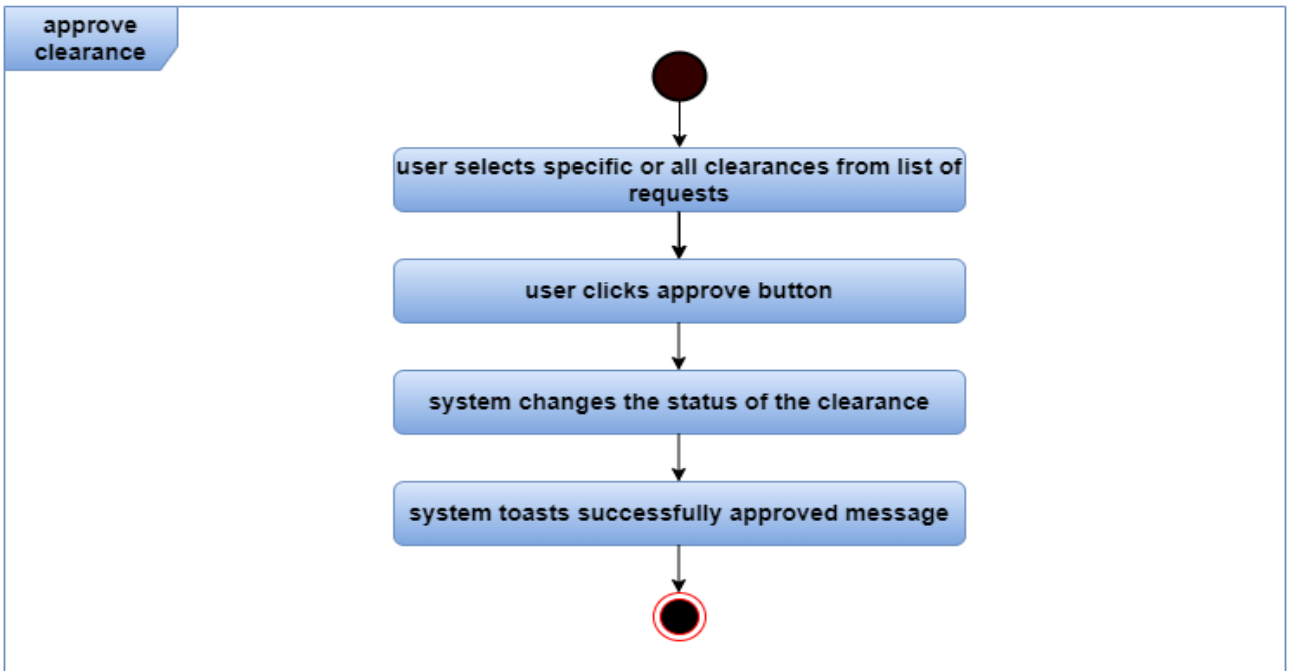 approve
clearance
user selects specific or all clearances from list of
requests
user clicks approve button
system changes the status of the clearance
system toasts successfully approved message